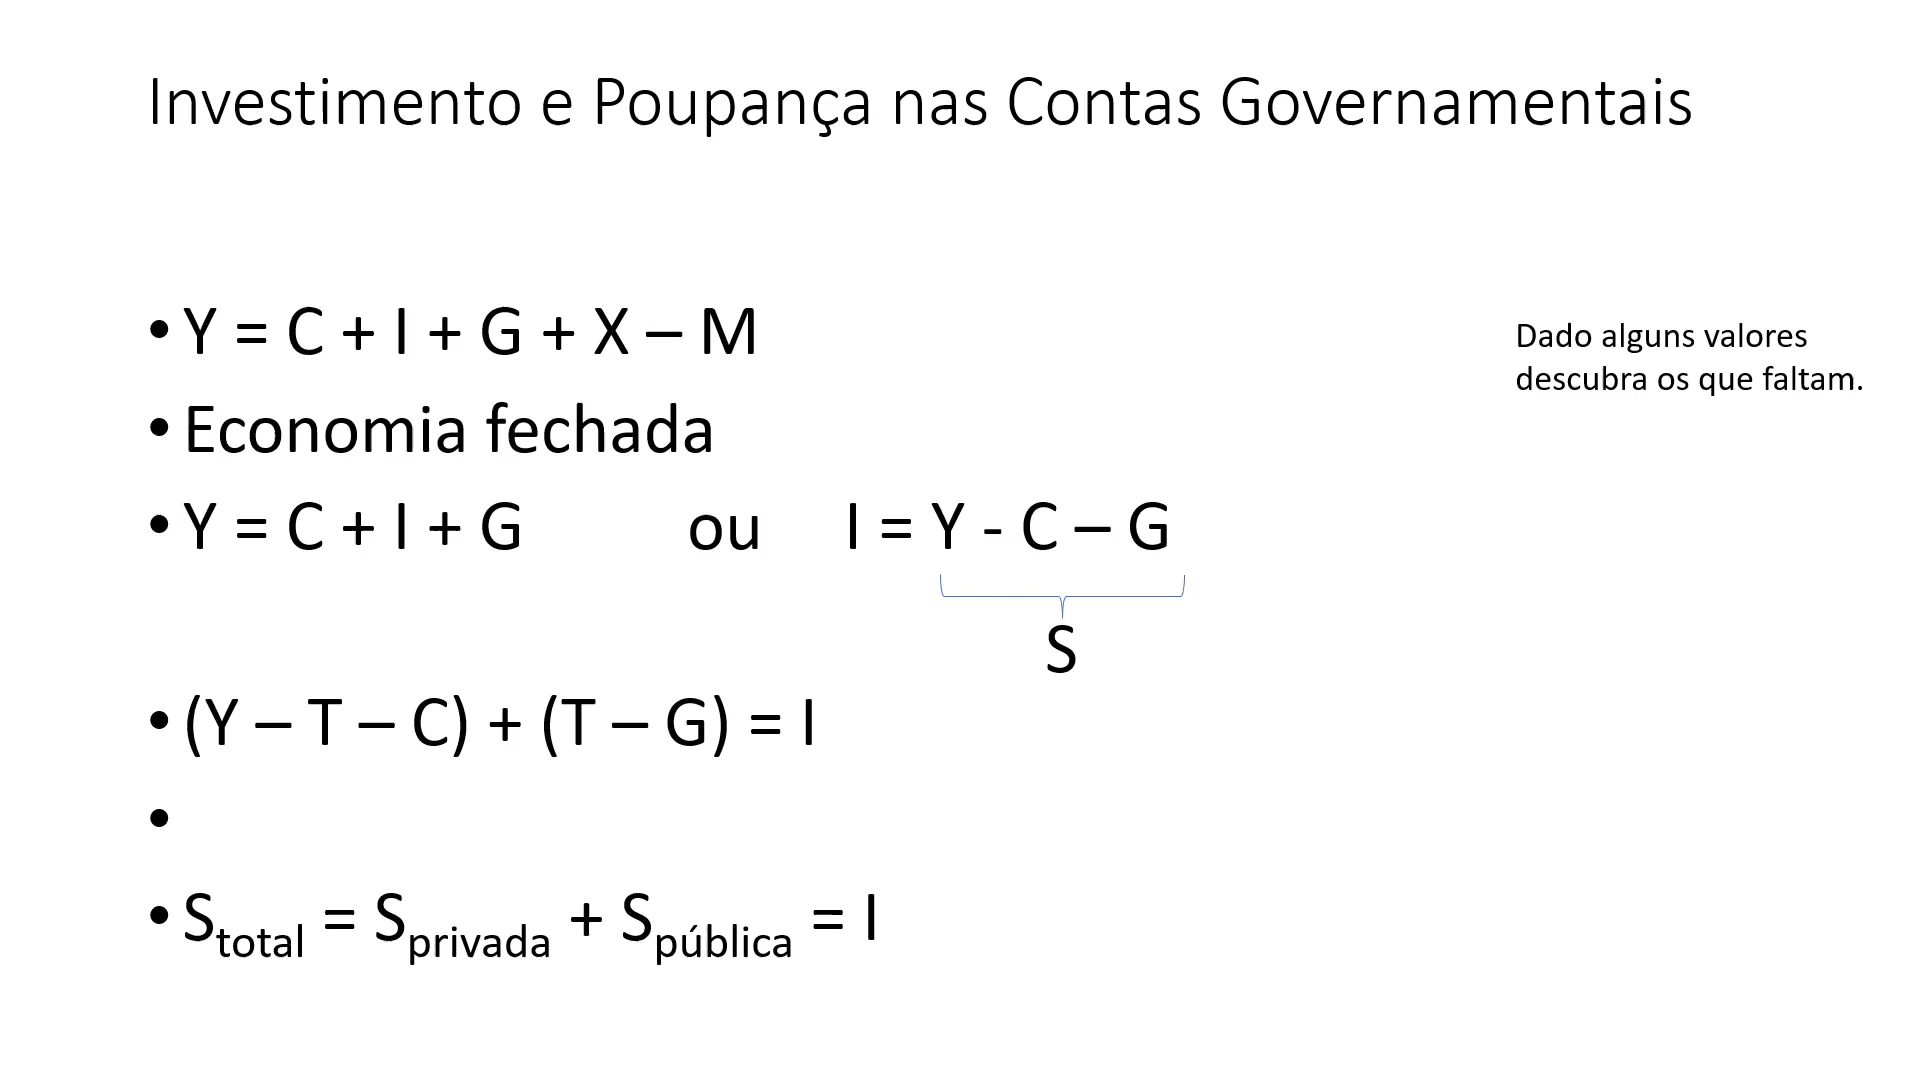 Investimento e Poupança nas Contas Governamentais
• Y = C + I + G + X – M
Dado alguns valores
descubra os que faltam.
• Economia fechada
• Y = C + I + G ou I = Y - C – G
S
• (Y – T – C) + (T – G) = I
•
• Stotal = Sprivada + Spública = I